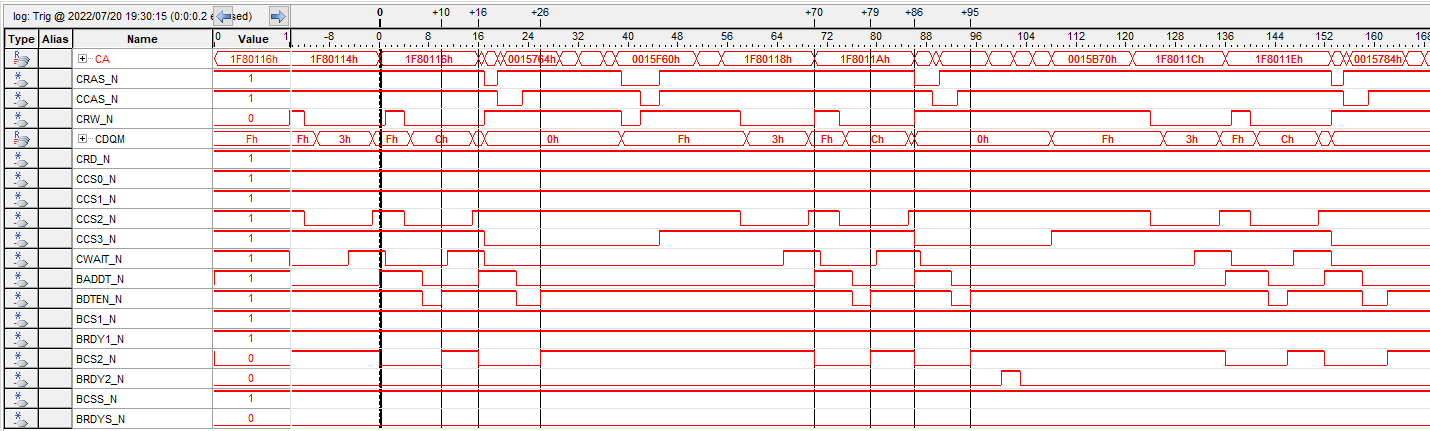 log: Trig @ 2022/07/20 19:30:15 (0:0:0.2 e sed)
0 +10 +16 +26 +70 +79 +86 +95
Type Alias Name 0 Value 1 -8 0 8 16 24 32 40 48 56 64 72 80 88 96 104 112 120 128 136 144 152 160 168
CA 1F80116h 1F80114h 1F80116h 0015764h 0015F60h 1F80118h 1F8011Ah 0015B70h 1F8011Ch 1F8011Eh 0015784h
CRAS_N 1
CCAS_N 1
CRW_N 0
CDQM Fh Fh 3h Fh Ch 0h Fh 3h Fh Ch 0h Fh 3h Fh Ch
CRD_N 1
CCS0_N 1
CCS1_N 1
CCS2_N 1
CCS3_N 1
CWAIT_N 1
BADDT_N 1
BDTEN_N 1
BCS1_N 1
BRDY1_N 1
BCS2_N 0
BRDY2_N 0
BCSS_N 1
BRDYS_N 0